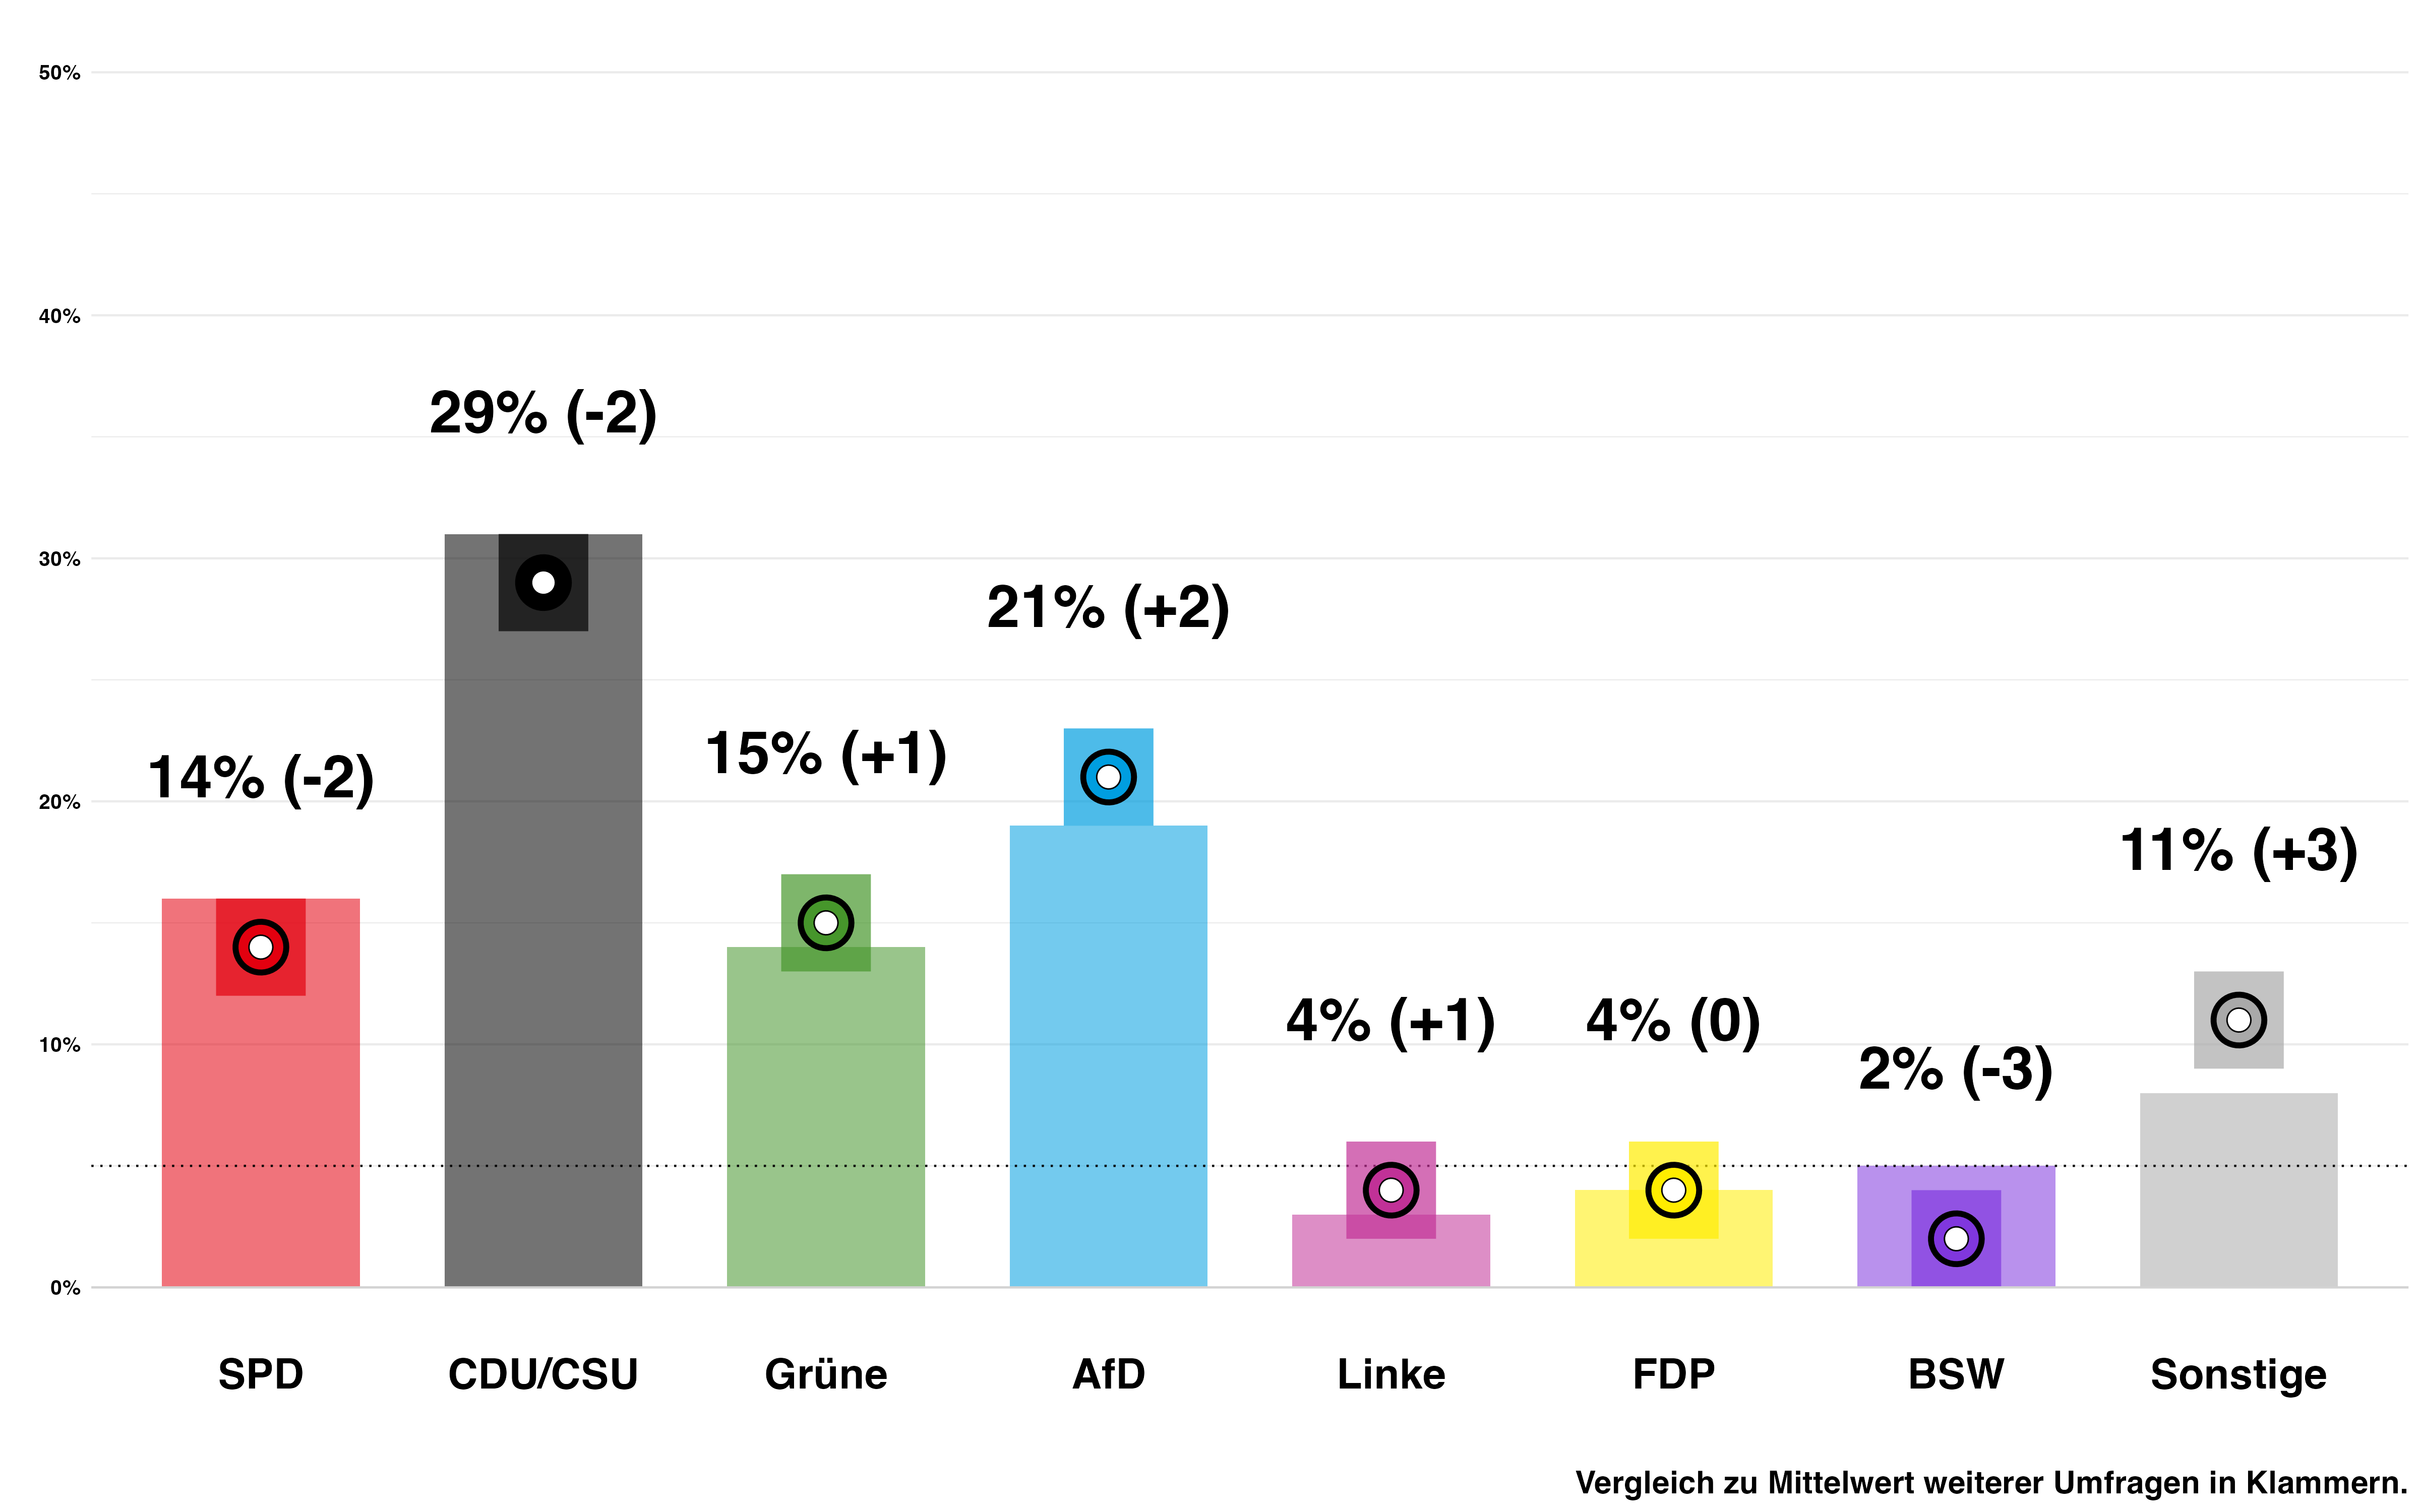 50%
40%
30%
20%
10%
0%
14% (-2)
29% (-2)
15% (+1)
21% (+2)
4% (+1)
4% (0)
2% (-3)
11% (+3)
SPD
CDU/CSU
Grüne
AfD
Linke
FDP
BSW
Sonstige
Vergleich zu Mittelwert weiterer Umfragen in Klammern.